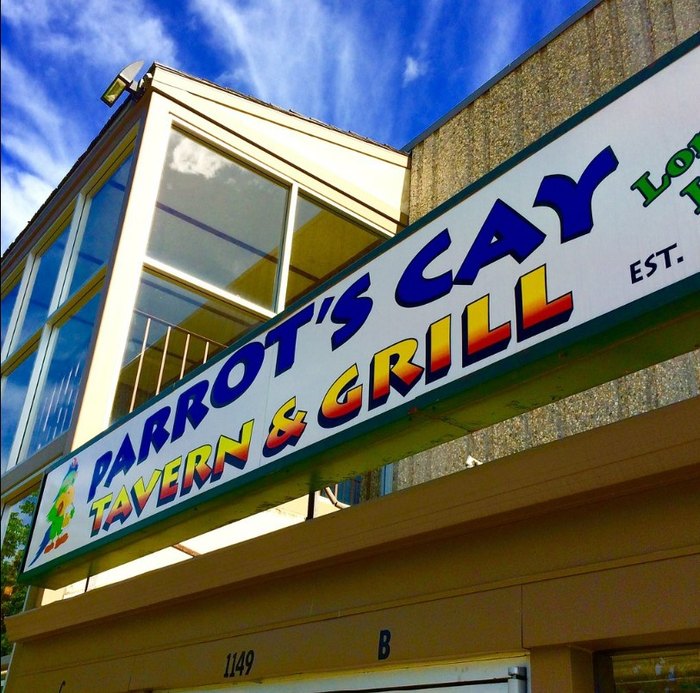 PARROT'S CAY
TAVERN & GRILL
EST.
1149
B